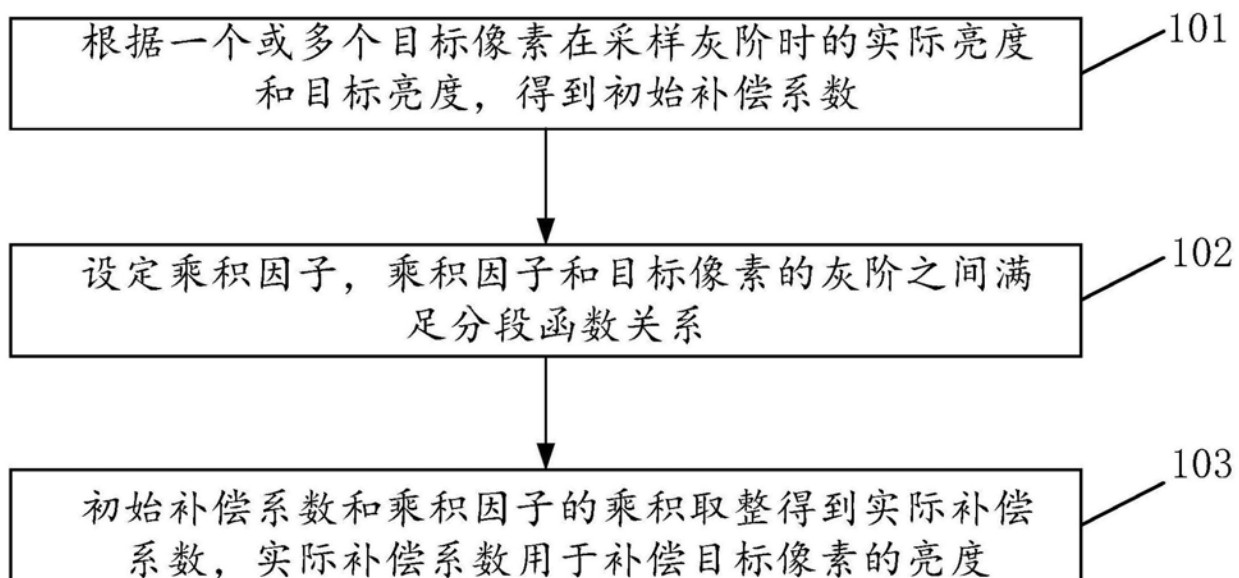 根据一个或多个目标像素在采样灰阶时的实际亮度
和目标亮度，得到初始补偿系数
101
设定乘积因子，乘积因子和目标像素的灰阶之间满
足分段函数关系
102
初始补偿系数和乘积因子的乘积取整得到实际补偿
系数，实际补偿系数用于补偿目标像素的亮度
103